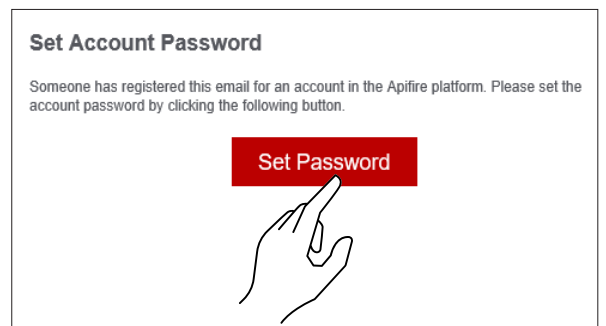 Set Account Password
Someone has registered this email for an account in the Apifire platform. Please set the
account password by clicking the following button.
Set Password